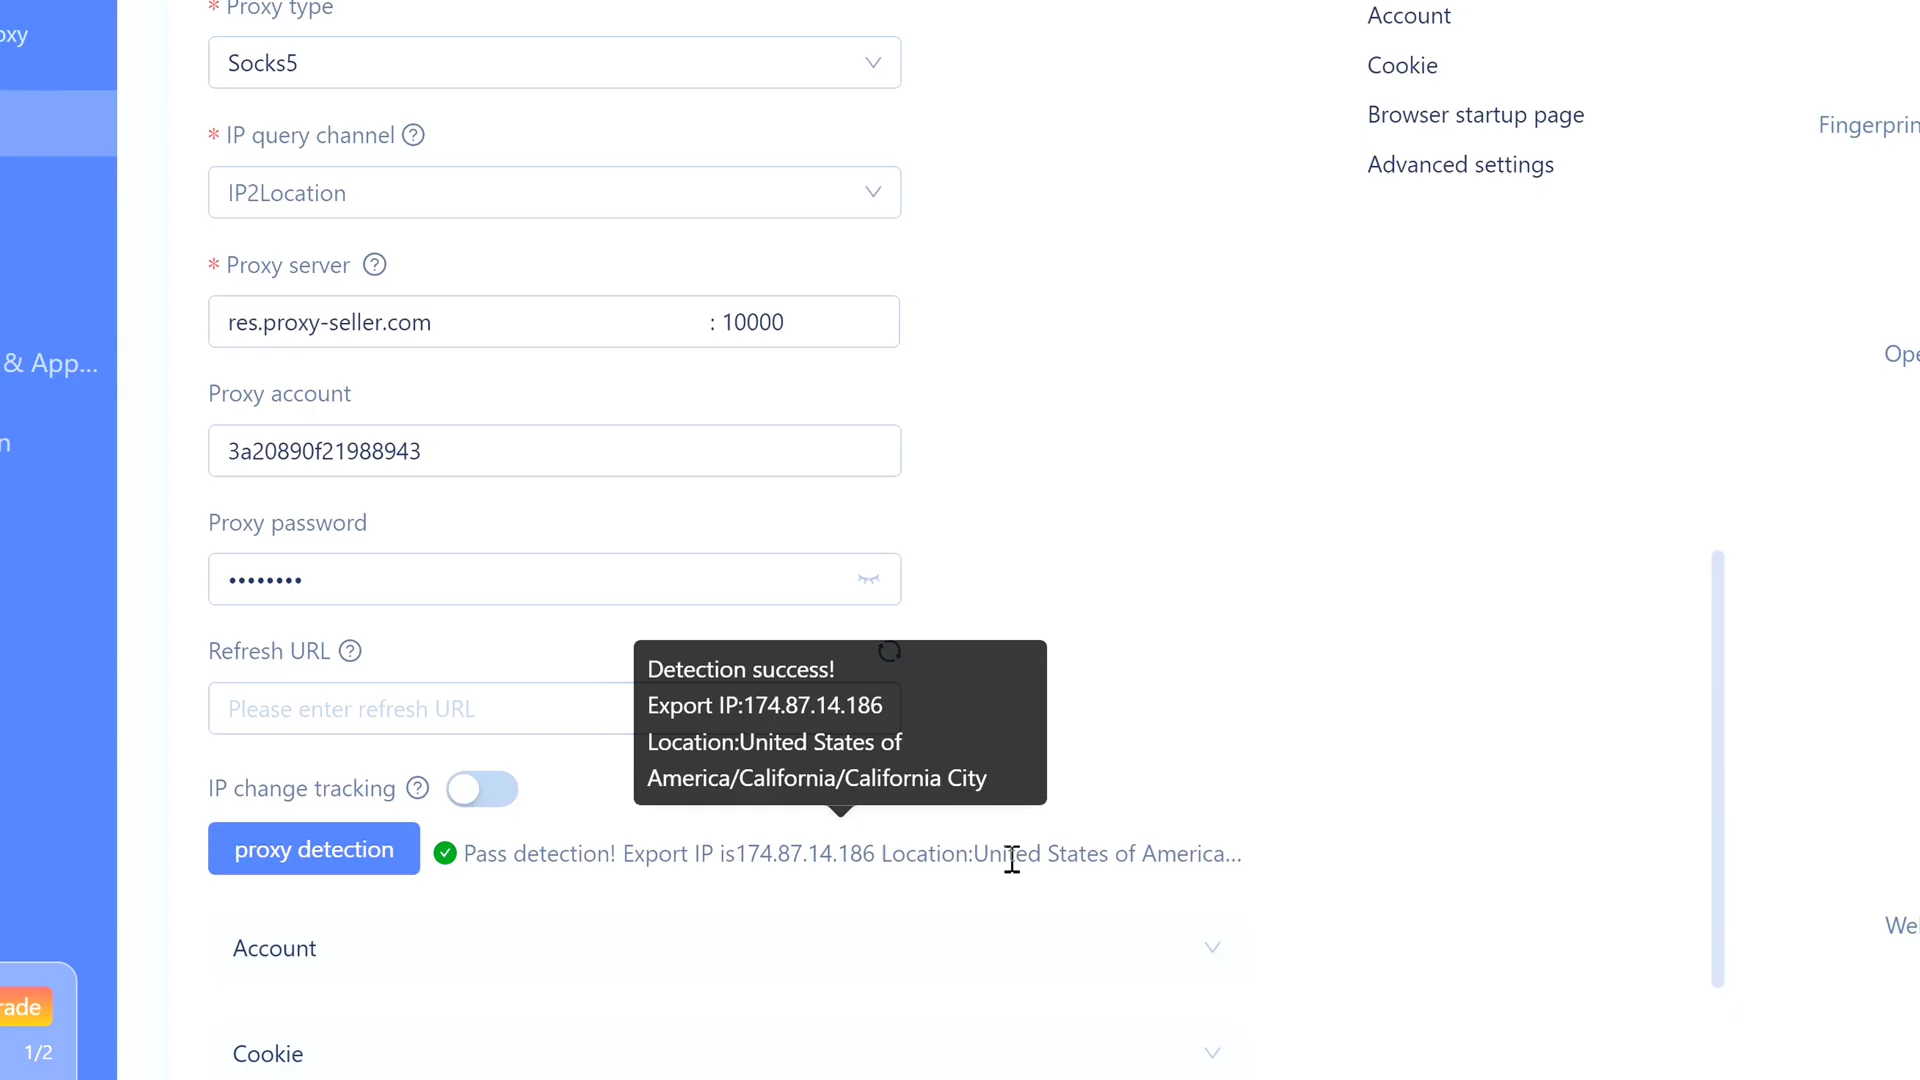 oxy
& App...
n
rade
1/2
* Proxy type
Socks5
* IP query channel
IP2Location
* Proxy server
res.proxy-seller.com : 10000
Proxy account
3a20890f21988943
Proxy password
••••••••
Refresh URL
Please enter refresh URL
Detection success!
Export IP:174.87.14.186
Location:United States of
America/California/California City
IP change tracking
proxy detection
Pass detection! Export IP is174.87.14.186 Location:United States of America...
Account
Cookie
Account
Cookie
Browser startup page
Advanced settings
Fingerprin
Ope
We